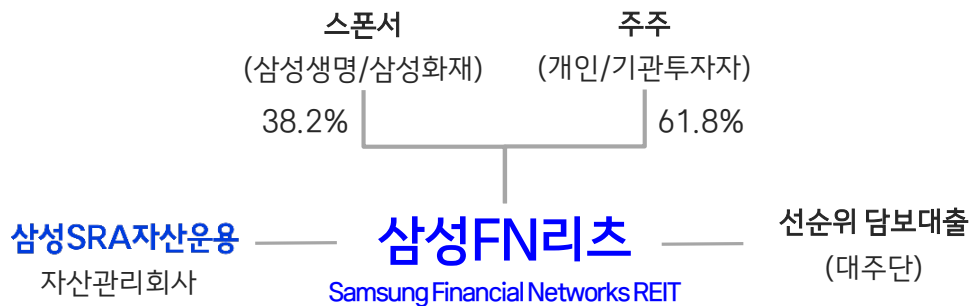 스폰서
(삼성생명/삼성화재)
38.2%
주주
(개인/기관투자자)
61.8%
삼성SRA자산운용
자산관리회사
삼성FN리츠
Samsung Financial Networks REIT
선순위 담보대출
(대주단)